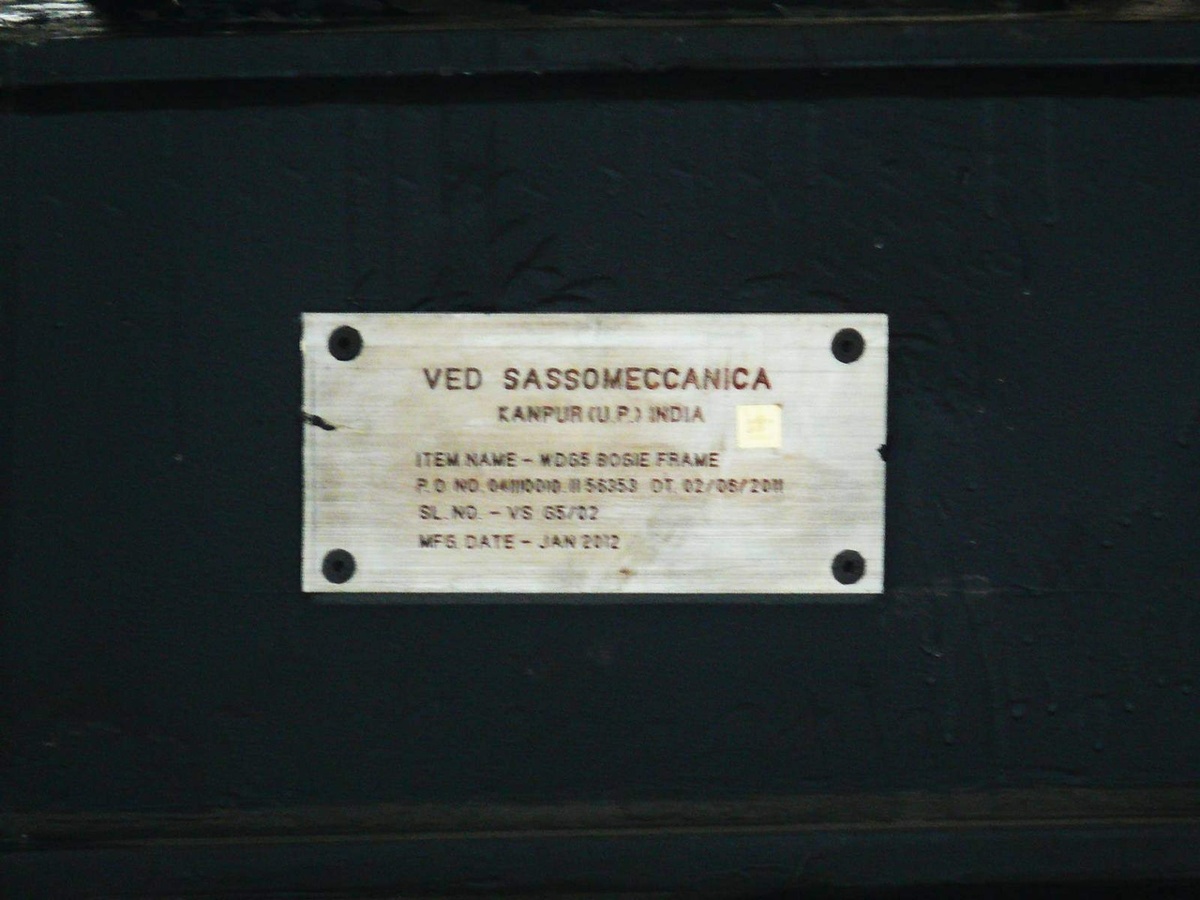 VED SASSOMECCANICA
KANPUR (U.P.) INDIA
ITEM NAME - WDG5 BOGIE FRAME
P.O NO. 04111D010.11 56353 DT. 02/06/2011
SL. NO. - VS G5/02
MFG. DATE - JAN 2012